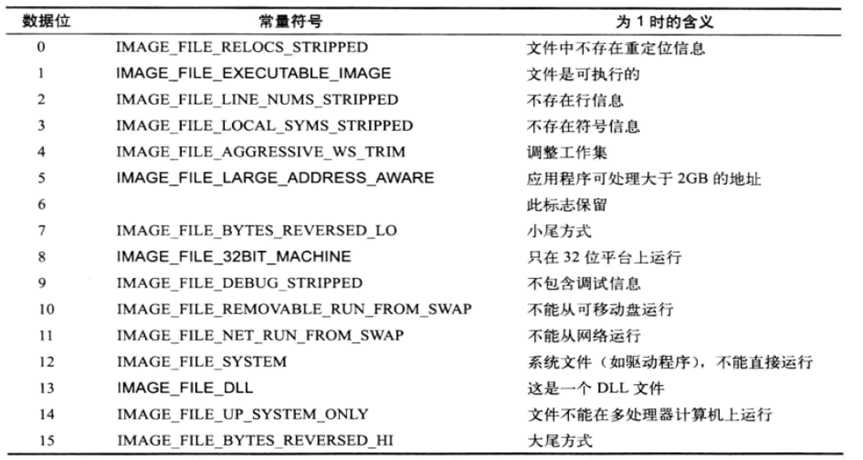 数据位 常量符号 为1时的含义
0 IMAGE_FILE_RELOCS_STRIPPED 文件中不存在重定位信息
1 IMAGE_FILE_EXECUTABLE_IMAGE 文件是可执行的
2 IMAGE_FILE_LINE_NUMS_STRIPPED 不存在行信息
3 IMAGE_FILE_LOCAL_SYMS_STRIPPED 不存在符号信息
4 IMAGE_FILE_AGGRESSIVE_WS_TRIM 调整工作集
5 IMAGE_FILE_LARGE_ADDRESS_AWARE 应用程序可处理大于2GB的地址
6 此标志保留
7 IMAGE_FILE_BYTES_REVERSED_LO 小尾方式
8 IMAGE_FILE_32BIT_MACHINE 只在32位平台上运行
9 IMAGE_FILE_DEBUG_STRIPPED 不包含调试信息
10 IMAGE_FILE_REMOVABLE_RUN_FROM_SWAP 不能从可移动盘运行
11 IMAGE_FILE_NET_RUN_FROM_SWAP 不能从网络运行
12 IMAGE_FILE_SYSTEM 系统文件（如驱动程序），不能直接运行
13 IMAGE_FILE_DLL 这是一个DLL文件
14 IMAGE_FILE_UP_SYSTEM_ONLY 文件不能在多处理器计算机上运行
15 IMAGE_FILE_BYTES_REVERSED_HI 大尾方式